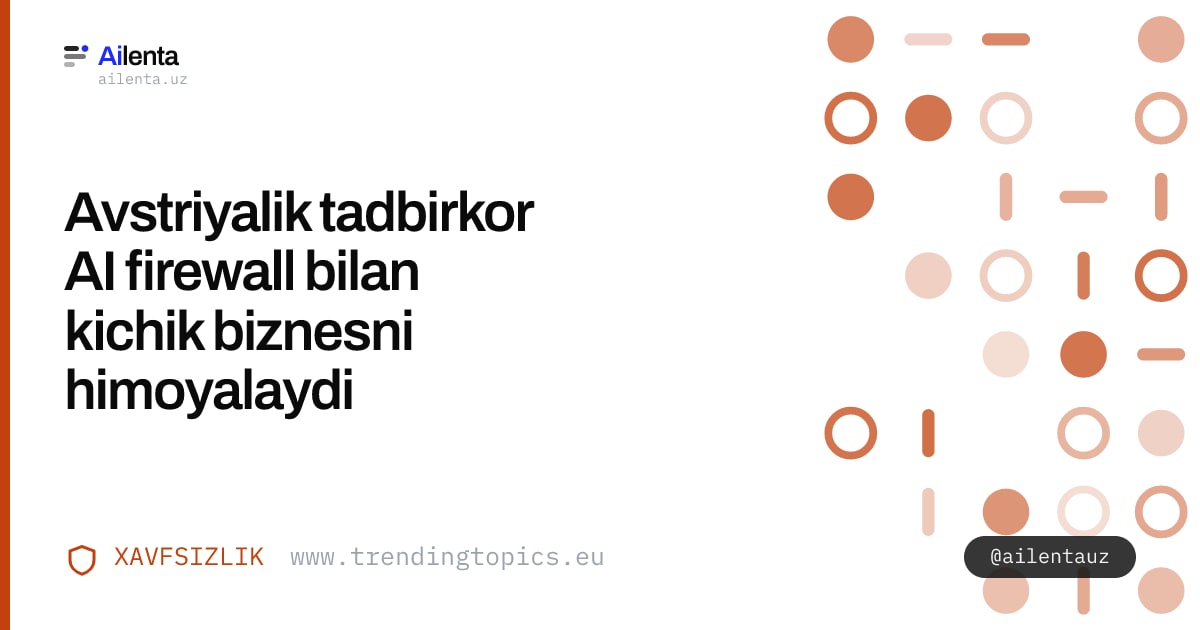 Ailenta
ailenta.uz
Avstriyalik tadbirkor
AI firewall bilan
kichik biznesni
himoyalaydi
XAVFSIZLIK www.trendingtopics.eu
@ailentauz